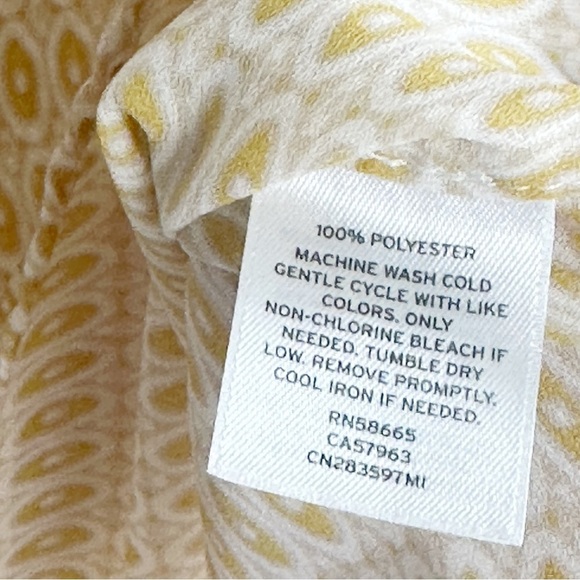 100% POLYESTER
MACHINE WASH COLD
GENTLE CYCLE WITH LIKE
COLORS. ONLY
NON-CHLORINE BLEACH IF
NEEDED. TUMBLE DRY
LOW. REMOVE PROMPTLY.
COOL IRON IF NEEDED.
RN58665
CA57963
CN283597MI